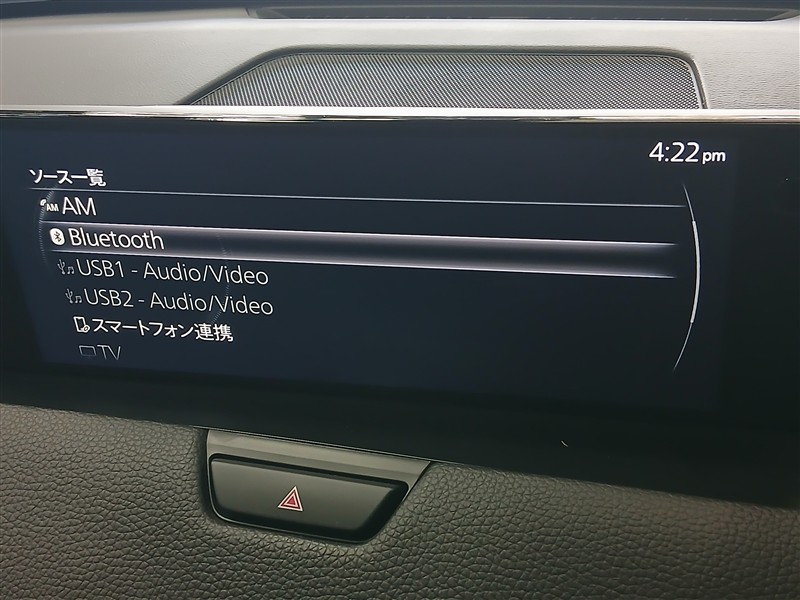 4:22pm
ソース一覧
AM AM
Bluetooth
USB1 - Audio/Video
USB2 - Audio/Video
スマートフォン連携
TV